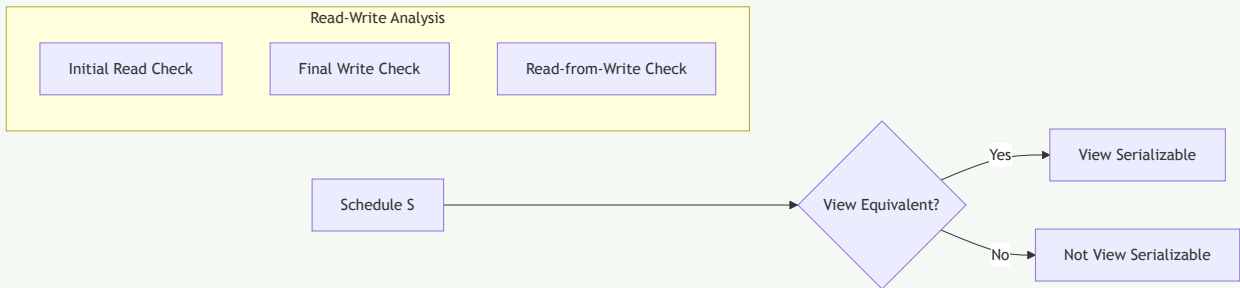 Read-Write Analysis
Initial Read Check
Final Write Check
Read-from-Write Check
Schedule S
View Equivalent?
Yes
View Serializable
No
Not View Serializable